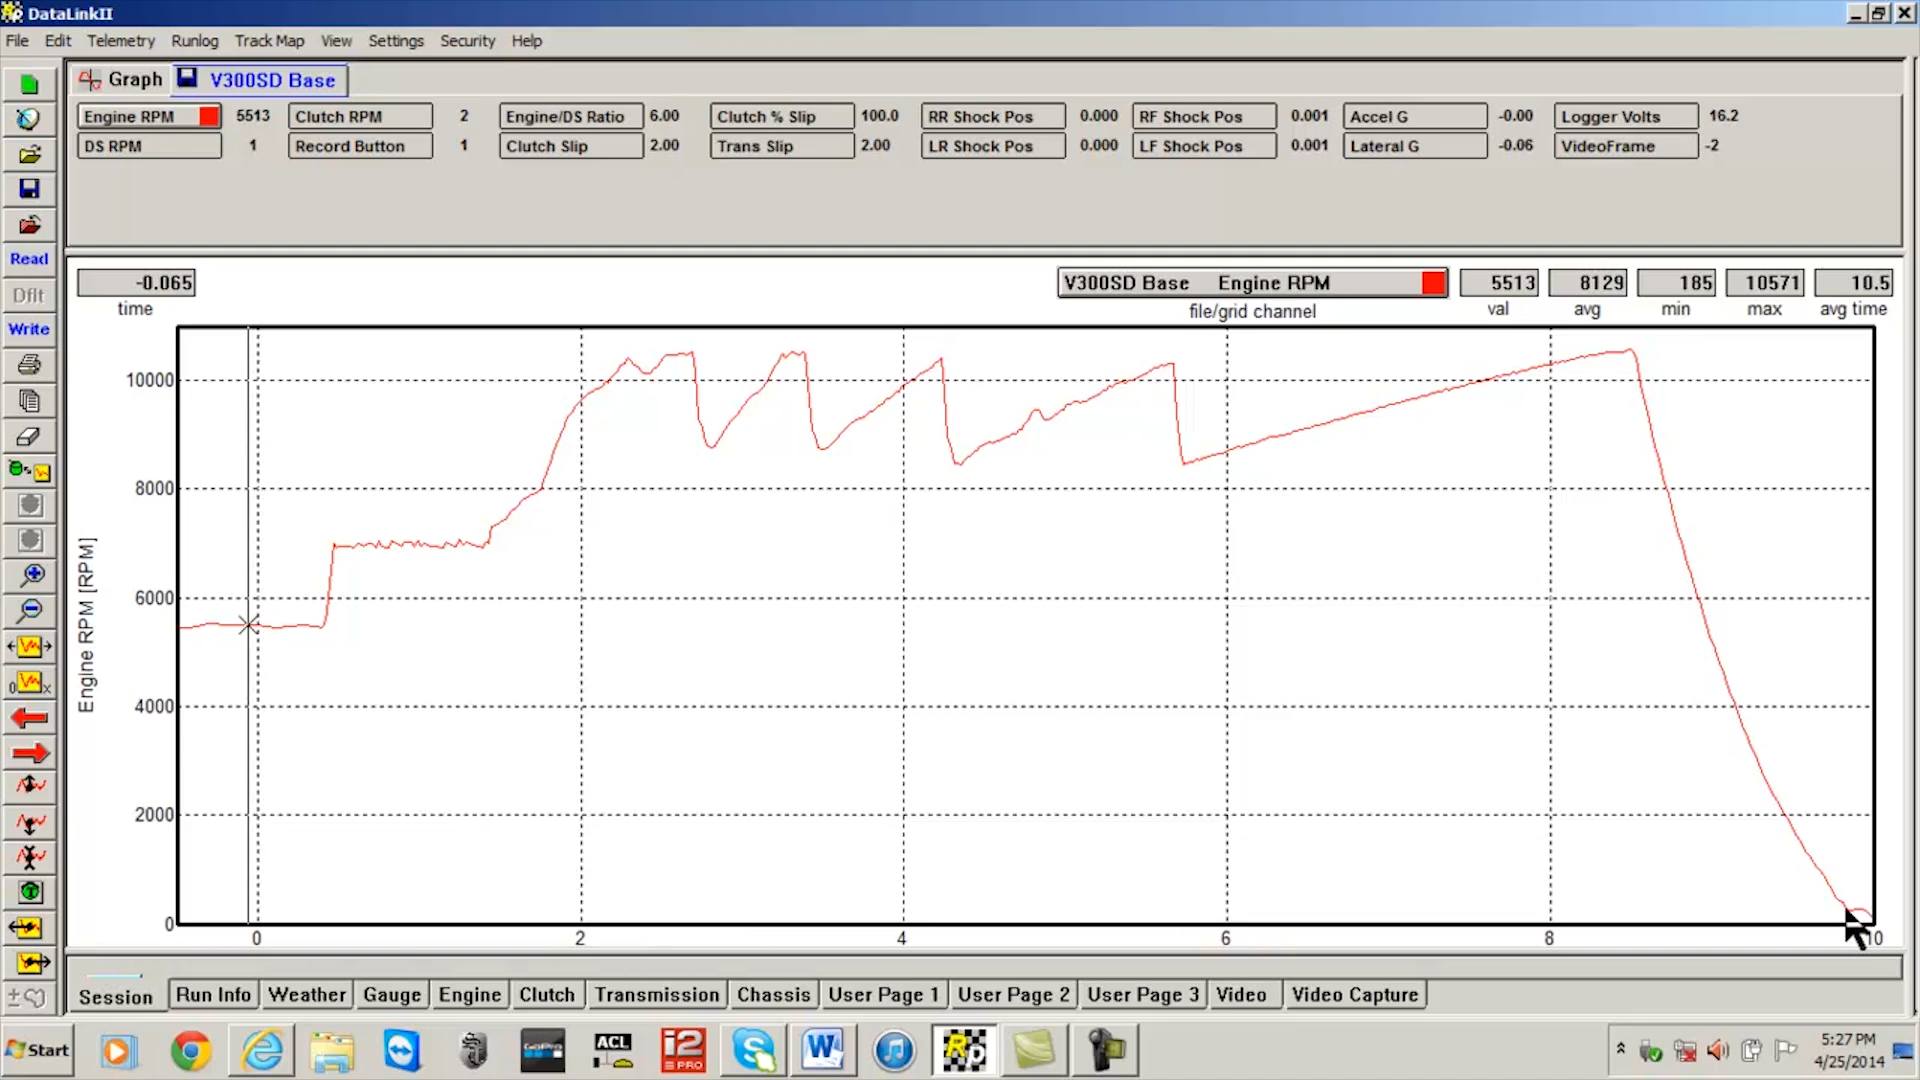 DataLinkII
File Edit Telemetry Runlog Track Map View Settings Security Help
Graph V300SD Base
Engine RPM 5513 Clutch RPM 2 Engine/DS Ratio 6.00 Clutch % Slip 100.0 RR Shock Pos 0.000 RF Shock Pos 0.001 Accel G -0.00 Logger Volts 16.2
DS RPM 1 Record Button 1 Clutch Slip 2.00 Trans Slip 2.00 LR Shock Pos 0.000 LF Shock Pos 0.001 Lateral G -0.06 VideoFrame -2
Read
Dflt
Write
-0.065 V300SD Base Engine RPM 5513 8129 185 10571 10.5
time file/grid channel val avg min max avg time
10000
8000
6000
4000
2000
0
Engine RPM [RPM]
0 2 4 6 8 10
Session Run Info Weather Gauge Engine Clutch Transmission Chassis User Page 1 User Page 2 User Page 3 Video Video Capture
Start GoPro ACL i2 PRO S W Rp 5:27 PM
4/25/2014